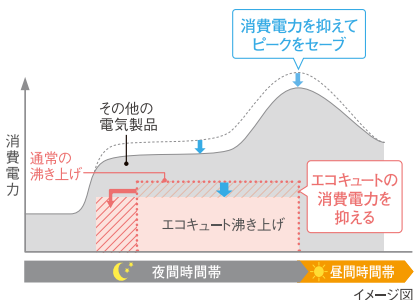 消費電力を抑えて
ピークをセーブ
その他の
電気製品
消費電力
通常の
沸き上げ
エコキュートの
消費電力を
抑える
エコキュート沸き上げ
夜間時間帯
昼間時間帯
イメージ図